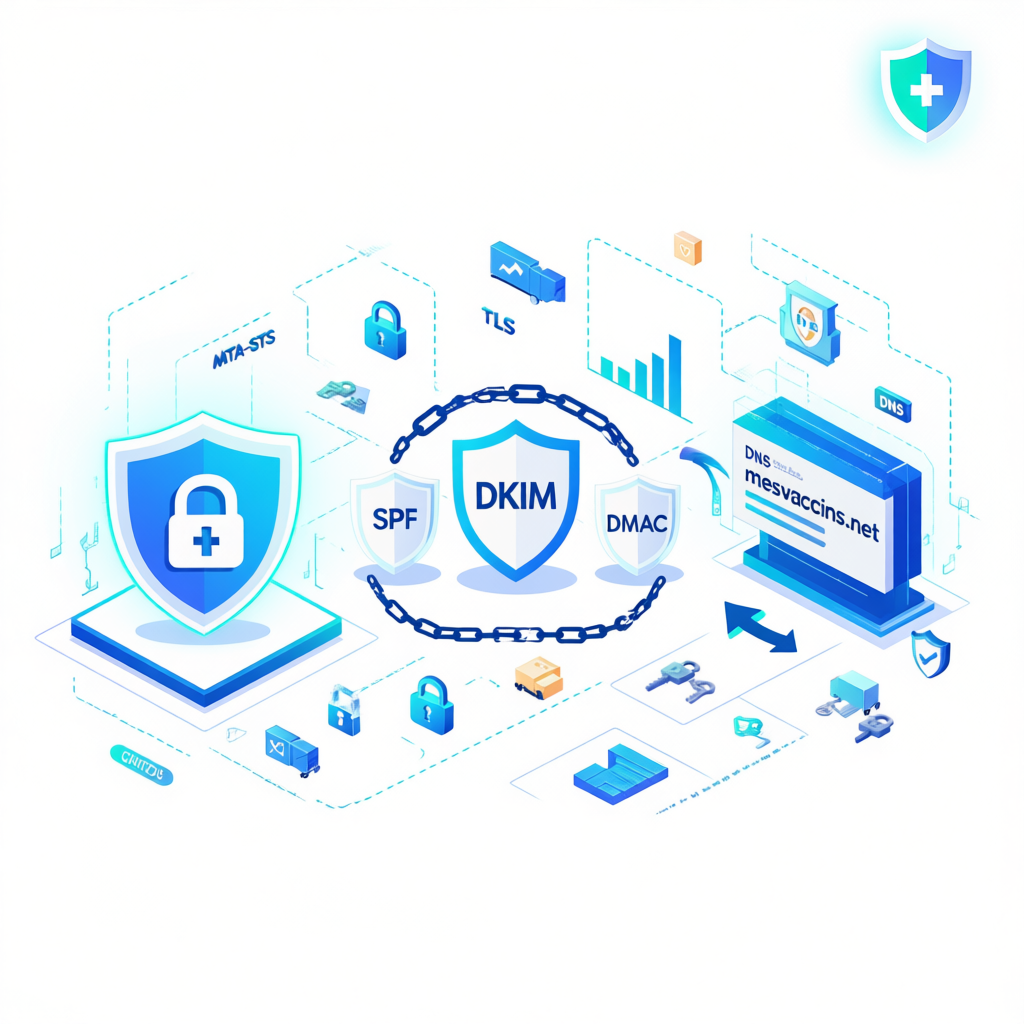 TLS
MTA-STS
DNS
SPF
DKIM
DMAC
DNS
mesvaccins.net